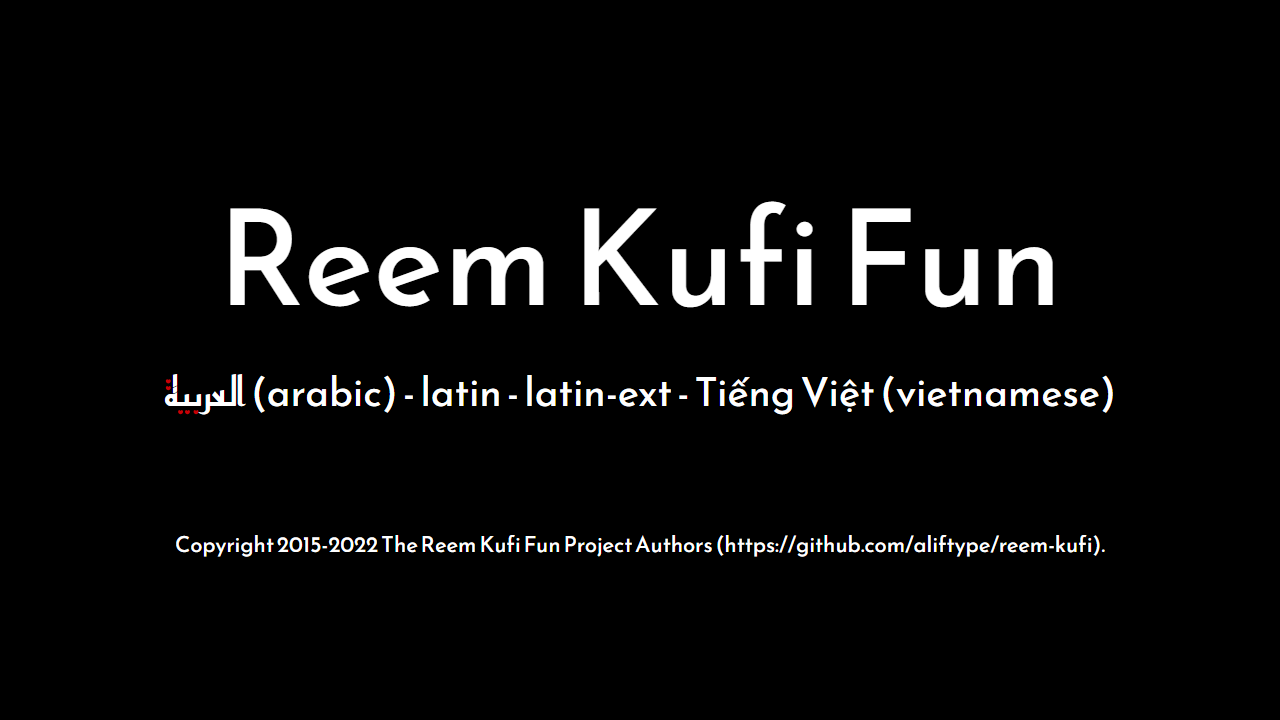 Reem Kufi Fun
العربية (arabic) - latin - latin-ext - Tiếng Việt (vietnamese)
Copyright 2015-2022 The Reem Kufi Fun Project Authors (https://github.com/aliftype/reem-kufi).